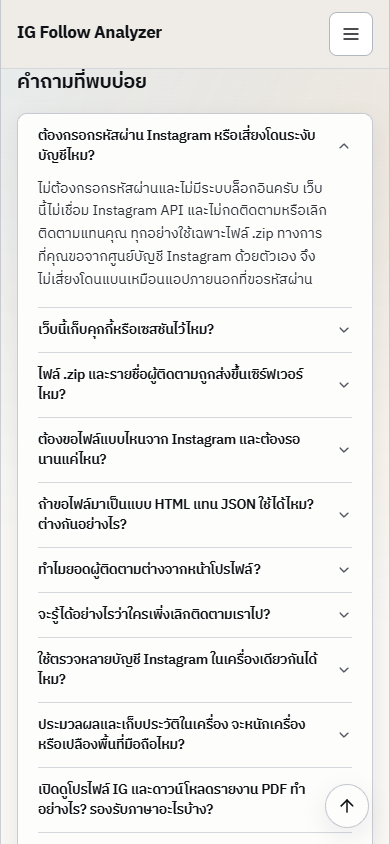 IG Follow Analyzer
คำถามที่พบบ่อย
ต้องกรอกรหัสผ่าน Instagram หรือเสี่ยงโดนระงับ
บัญชีไหม?
ไม่ต้องกรอกรหัสผ่านและไม่มีระบบล็อกอินครับ เว็บ
นี้ไม่เชื่อม Instagram API และไม่กดติดตามหรือเลิก
ติดตามแทนคุณ ทุกอย่างใช้เฉพาะไฟล์ .zip ทางการ
ที่คุณขอจากศูนย์บัญชี Instagram ด้วยตัวเอง จึง
ไม่เสี่ยงโดนแบนเหมือนแอปภายนอกที่ขอรหัสผ่าน
เว็บนี้เก็บคุกกี้หรือเซสชันไว้ไหม?
ไฟล์ .zip และรายชื่อผู้ติดตามถูกส่งขึ้นเซิร์ฟเวอร์
ไหม?
ต้องขอไฟล์แบบไหนจาก Instagram และต้องรอ
นานแค่ไหน?
ถ้าขอไฟล์มาเป็นแบบ HTML แทน JSON ใช้ได้ไหม?
ต่างกันอย่างไร?
ทำไมยอดผู้ติดตามต่างจากหน้าโปรไฟล์?
จะรู้ได้อย่างไรว่าใครเพิ่งเลิกติดตามเราไป?
ใช้ตรวจหลายบัญชี Instagram ในเครื่องเดียวกันได้
ไหม?
ประมวลผลและเก็บประวัติในเครื่อง จะหนักเครื่อง
หรือเปลืองพื้นที่มือถือไหม?
เปิดดูโปรไฟล์ IG และดาวน์โหลดรายงาน PDF ทำ
อย่างไร? รองรับภาษาอะไรบ้าง?